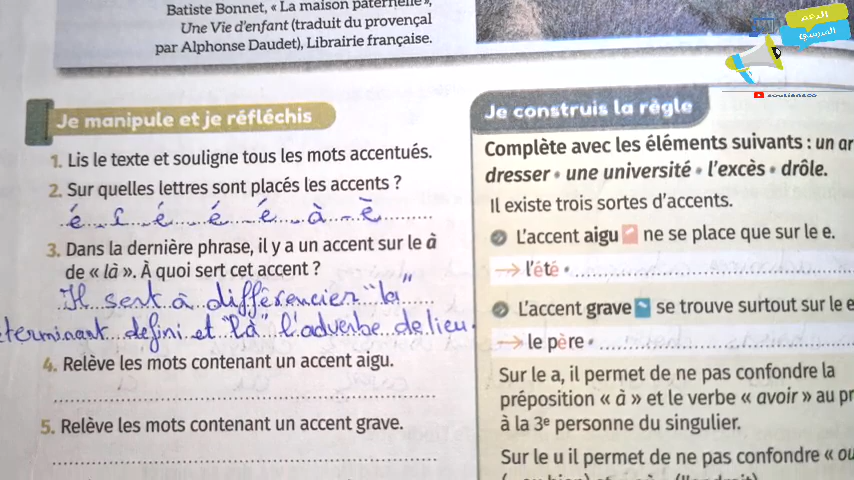 Batiste Bonnet, « La maison paternelle »,
Une Vie d'enfant (traduit du provençal
par Alphonse Daudet), Librairie française.
الدعم
المدرسي
Je manipule et je réfléchis
1. Lis le texte et souligne tous les mots accentués.
2. Sur quelles lettres sont placés les accents ?
é î é é é à è
3. Dans la dernière phrase, il y a un accent sur le à
de « là ». À quoi sert cet accent ?
Il sert à différencier "la"
terminant défini et "là" l'adverbe de lieu.
4. Relève les mots contenant un accent aigu.
5. Relève les mots contenant un accent grave.
Je construis la règle
Complète avec les éléments suivants : un ar
dresser • une université • l'excès • drôle.
Il existe trois sortes d'accents.
L'accent aigu ne se place que sur le e.
→ l'été •
L'accent grave se trouve surtout sur le e
→ le père •
Sur le a, il permet de ne pas confondre la
préposition « à » et le verbe « avoir » au pr
à la 3e personne du singulier.
Sur le u il permet de ne pas confondre « ou